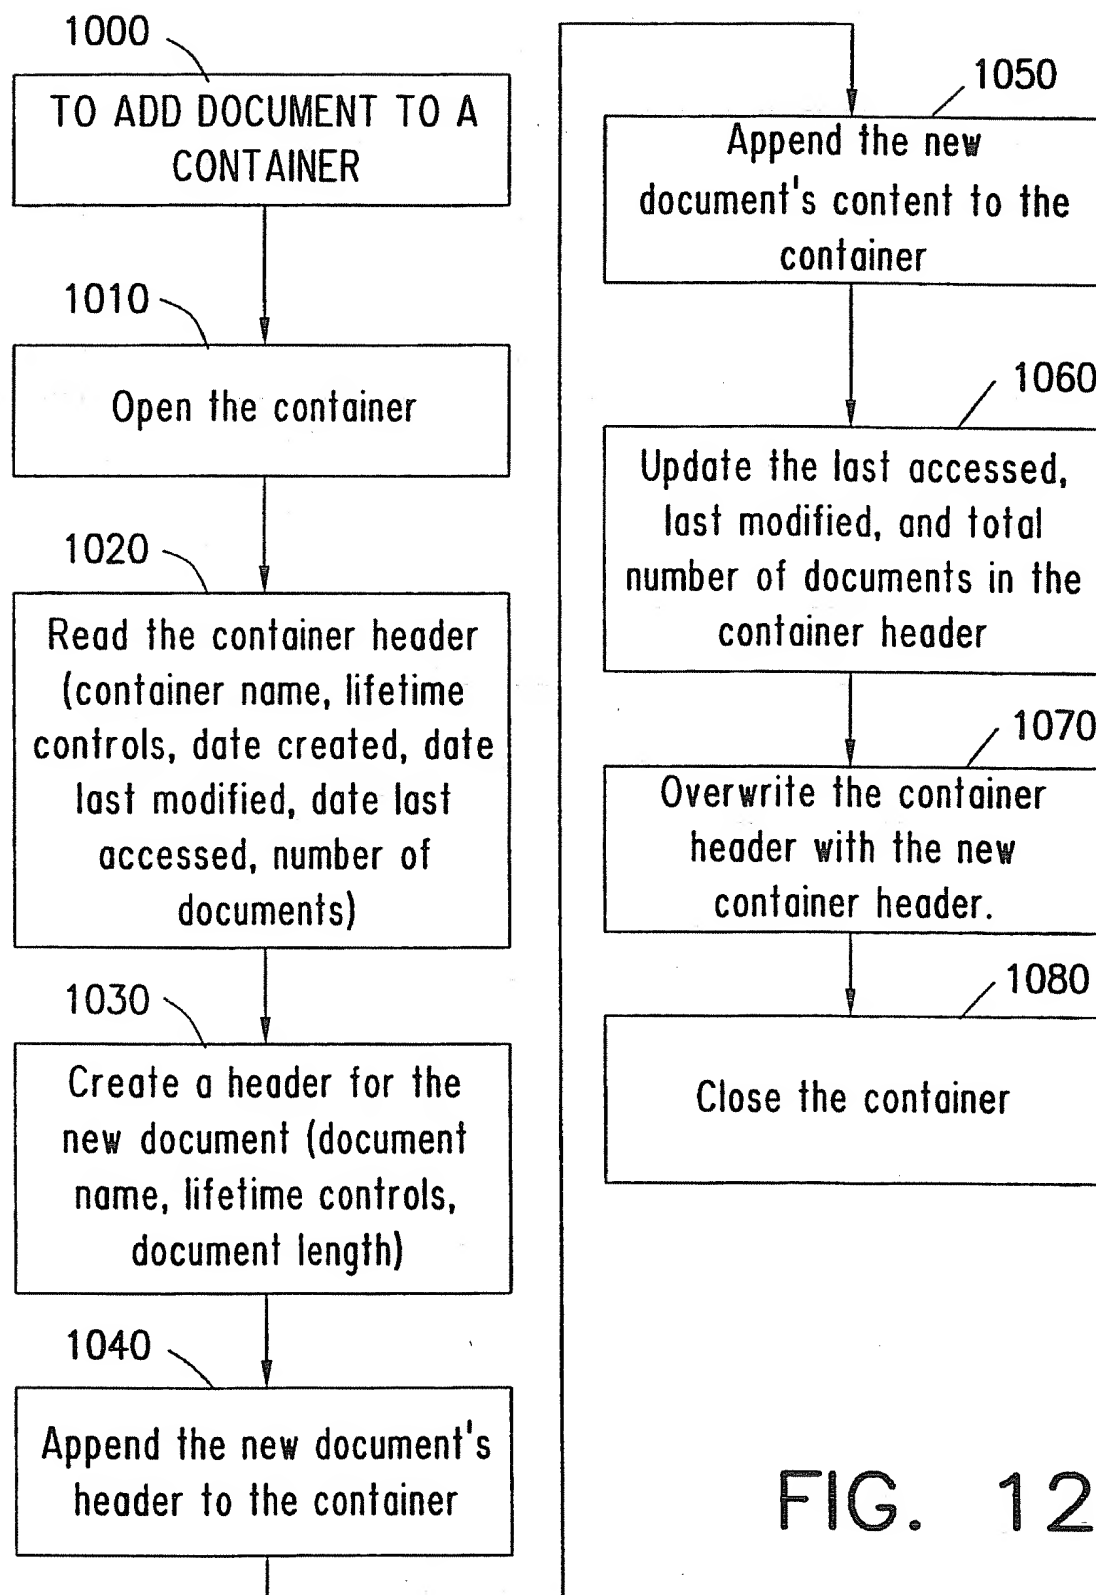 1000
TO ADD DOCUMENT TO A
CONTAINER
1010
Open the container
1020
Read the container header
(container name, lifetime
controls, date created, date
last modified, date last
accessed, number of
documents)
1030
Create a header for the
new document (document
name, lifetime controls,
document length)
1040
Append the new document's
header to the container
1050
Append the new
document's content to the
container
1060
Update the last accessed,
last modified, and total
number of documents in the
container header
1070
Overwrite the container
header with the new
container header.
1080
Close the container
FIG. 12